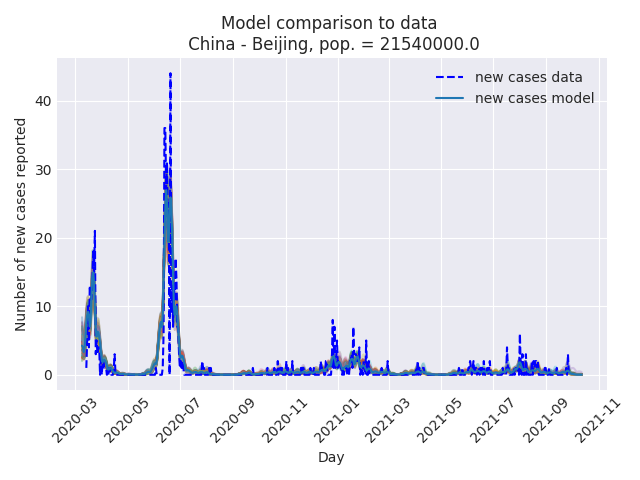 Model comparison to data
China - Beijing, pop. = 21540000.0
new cases data
new cases model
Number of new cases reported
40
30
20
10
0
2020-03
2020-05
2020-07
2020-09
2020-11
2021-01
2021-03
2021-05
2021-07
2021-09
2021-11
Day